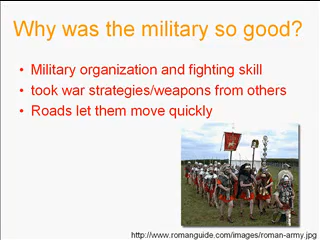 Why was the military so good?
• Military organization and fighting skill
• took war strategies/weapons from others
• Roads let them move quickly
http://www.romanguide.com/images/roman-army.jpg